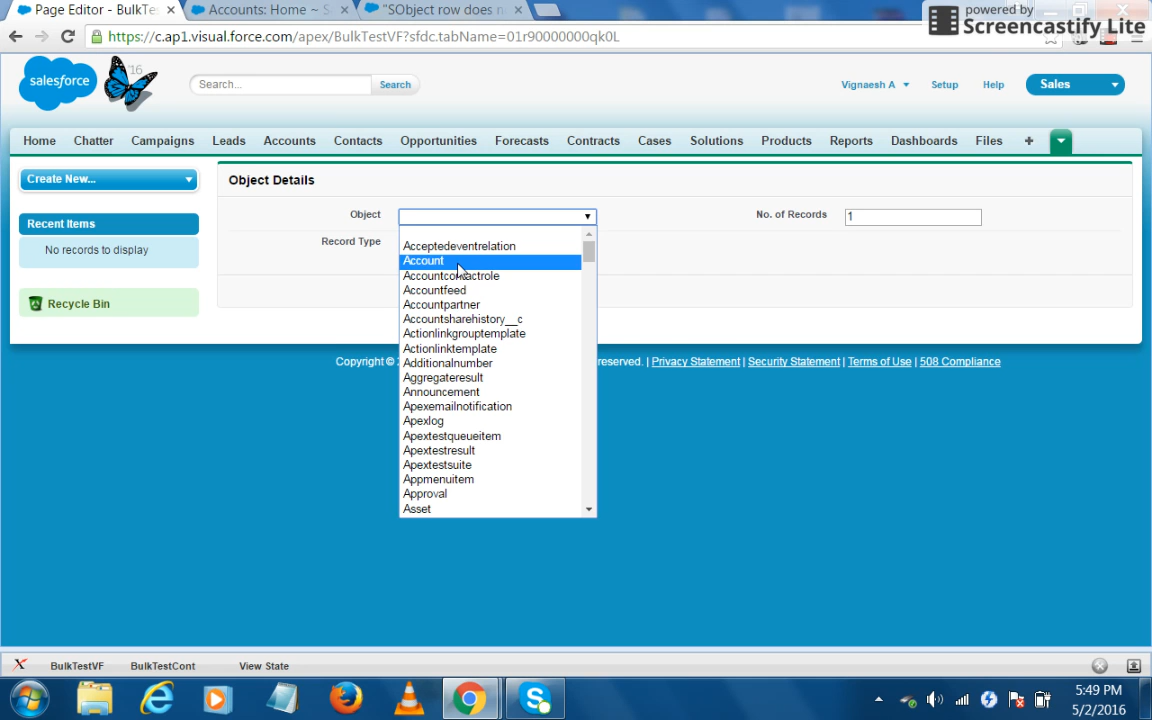 Page Editor - BulkTe
Accounts: Home ~ S
"SObject row does n
powered by
Screencastify Lite
https://c.ap1.visual.force.com/apex/BulkTestVF?sfdc.tabName=01r90000000qk0L
salesforce
'16
Search...
Search
Vignaesh A
Setup
Help
Sales
Home
Chatter
Campaigns
Leads
Accounts
Contacts
Opportunities
Forecasts
Contracts
Cases
Solutions
Products
Reports
Dashboards
Files
+
Create New...
Object Details
Recent Items
No records to display
Recycle Bin
Object
No. of Records
1
Record Type
Acceptedeventrelation
Account
Accountcontactrole
Accountfeed
Accountpartner
Accountsharehistory__c
Actionlinkgrouptemplate
Actionlinktemplate
Additionalnumber
Aggregateresult
Announcement
Apexemailnotification
Apexlog
Apextestqueueitem
Apextestresult
Apextestsuite
Appmenuitem
Approval
Asset
Copyright ©
reserved. | Privacy Statement | Security Statement | Terms of Use | 508 Compliance
BulkTestVF
BulkTestCont
View State
5:49 PM
5/2/2016